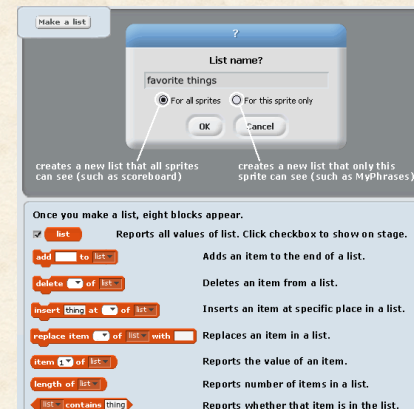 Make a list
?
List name?
favorite things
For all sprites For this sprite only
OK Cancel
creates a new list that all sprites
can see (such as scoreboard)
creates a new list that only this
sprite can see (such as MyPhrases)
Once you make a list, eight blocks appear.
list Reports all values of list. Click checkbox to show on stage.
add to list Adds an item to the end of a list.
delete of list Deletes an item from a list.
insert thing at of list Inserts an item at specific place in a list.
replace item of list with Replaces an item in a list.
item 1 of list Reports the value of an item.
length of list Reports number of items in a list.
list contains thing Reports whether that item is in the list.